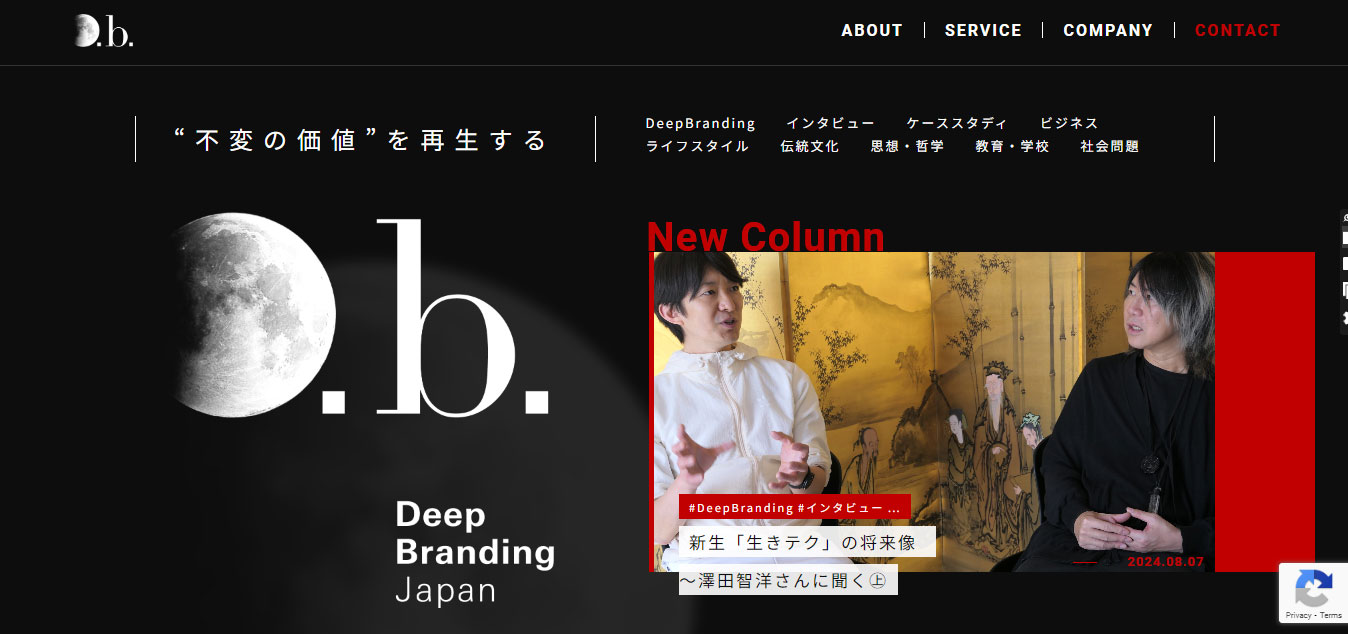 D.b.
ABOUT
SERVICE
COMPANY
CONTACT
“不変の価値”を再生する
DeepBranding インタビュー ケーススタディ ビジネス
ライフスタイル 伝統文化 思想・哲学 教育・学校 社会問題
D.b.
Deep
Branding
Japan
New Column
#DeepBranding #インタビュー ...
新生「生きテク」の将来像
～澤田智洋さんに聞く㊤
2024.08.07
Privacy - Terms